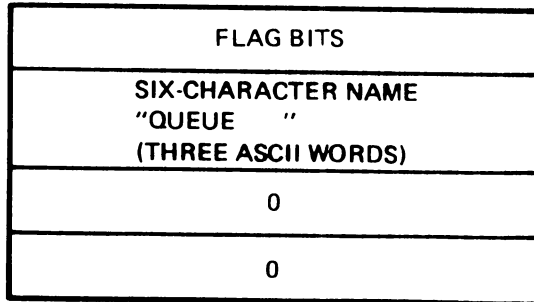 FLAG BITS
SIX-CHARACTER NAME
"QUEUE "
(THREE ASCII WORDS)
0
0